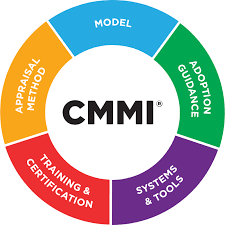 MODEL
ADOPTION
GUIDANCE
SYSTEMS
& TOOLS
TRAINING &
CERTIFICATION
APPRAISAL
METHOD
CMMI®